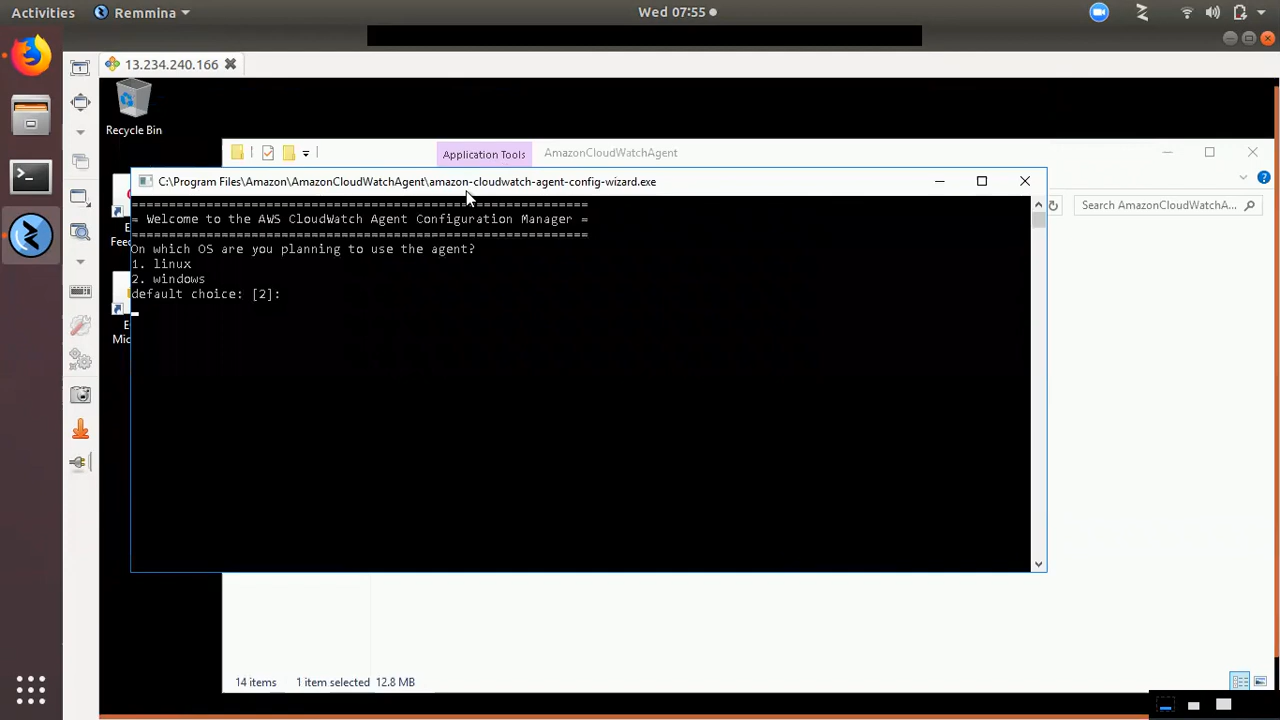 Activities
Remmina
Wed 07:55
13.234.240.166
Recycle Bin
Application Tools
AmazonCloudWatchAgent
C:\Program Files\Amazon\AmazonCloudWatchAgent\amazon-cloudwatch-agent-config-wizard.exe
Search AmazonCloudWatchA...
============================================================
= Welcome to the AWS CloudWatch Agent Configuration Manager =
============================================================
On which OS are you planning to use the agent?
1. linux
2. windows
default choice: [2]:
E
Feed
E
Mic
14 items
1 item selected
12.8 MB